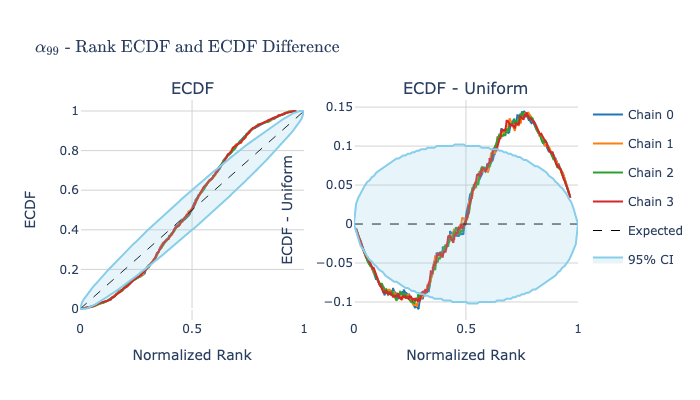 α₉₉ - Rank ECDF and ECDF Difference
ECDF
ECDF
1
0.8
0.6
0.4
0.2
0
0
0.5
1
Normalized Rank
ECDF - Uniform
ECDF - Uniform
0.15
0.1
0.05
0
−0.05
−0.1
0
0.5
1
Normalized Rank
Chain 0
Chain 1
Chain 2
Chain 3
Expected
95% CI